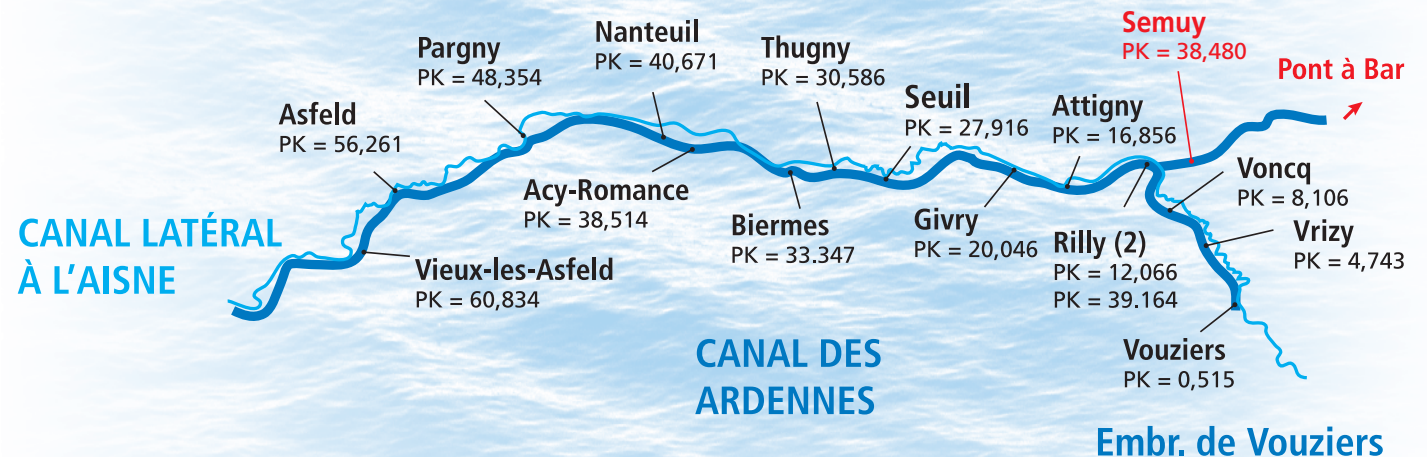 Semuy
PK = 38,480
Pont à Bar
Nanteuil
PK = 40,671
Pargny
PK = 48,354
Thugny
PK = 30,586
Seuil
PK = 27,916
Attigny
PK = 16,856
Asfeld
PK = 56,261
Voncq
PK = 8,106
Acy-Romance
PK = 38,514
Biermes
PK = 33.347
Givry
PK = 20,046
Rilly (2)
PK = 12,066
PK = 39.164
Vrizy
PK = 4,743
CANAL LATÉRAL
À L’AISNE
Vieux-les-Asfeld
PK = 60,834
CANAL DES
ARDENNES
Vouziers
PK = 0,515
Embr. de Vouziers